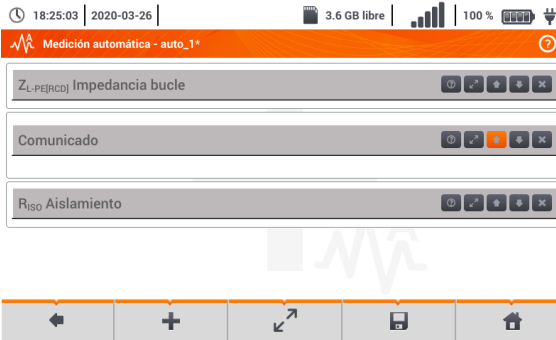 18:25:03 2020-03-26 3.6 GB libre 100 %
Medición automática - auto_1*
ZL-PE[RCD] Impedancia bucle
Comunicado
RISO Aislamiento